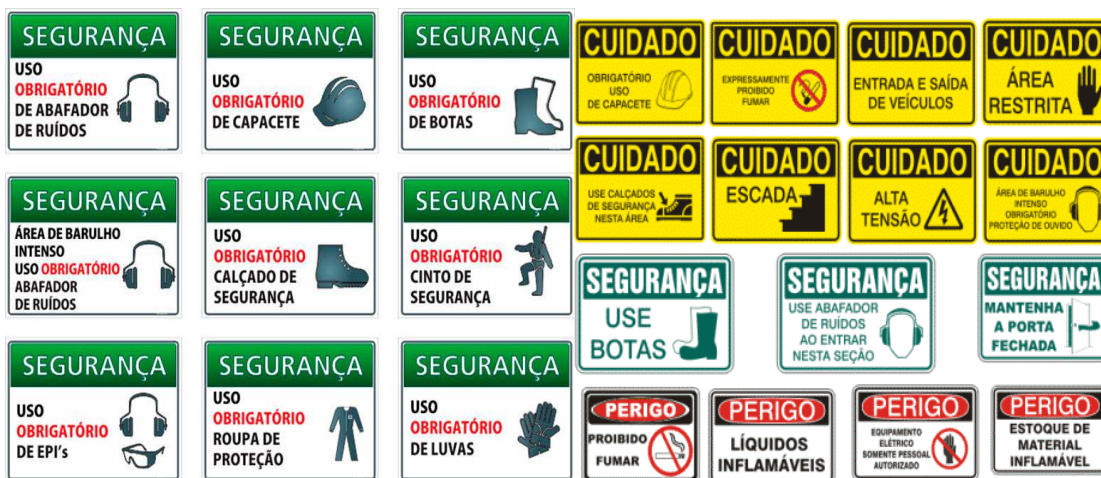 SEGURANÇA
USO
OBRIGATÓRIO
DE ABAFADOR
DE RUÍDOS
SEGURANÇA
USO
OBRIGATÓRIO
DE CAPACETE
SEGURANÇA
USO
OBRIGATÓRIO
DE BOTAS
CUIDADO
OBRIGATÓRIO
USO
DE CAPACETE
CUIDADO
EXPRESSAMENTE
PROIBIDO
FUMAR
CUIDADO
ENTRADA E SAÍDA
DE VEÍCULOS
CUIDADO
ÁREA
RESTRITA
CUIDADO
USE CALÇADOS
DE SEGURANÇA
NESTA ÁREA
CUIDADO
ESCADA
CUIDADO
ALTA
TENSÃO
CUIDADO
ÁREA DE BARULHO
INTENSO
OBRIGATÓRIO
PROTEÇÃO DE OUVIDO
SEGURANÇA
ÁREA DE BARULHO
INTENSO
USO OBRIGATÓRIO
ABAFADOR
DE RUÍDOS
SEGURANÇA
USO
OBRIGATÓRIO
CALÇADO DE
SEGURANÇA
SEGURANÇA
USO
OBRIGATÓRIO
CINTO DE
SEGURANÇA
SEGURANÇA
USE
BOTAS
SEGURANÇA
USE ABAFADOR
DE RUÍDOS
AO ENTRAR
NESTA SEÇÃO
SEGURANÇA
MANTENHA
A PORTA
FECHADA
SEGURANÇA
USO
OBRIGATÓRIO
DE EPI's
SEGURANÇA
USO
OBRIGATÓRIO
ROUPA DE
PROTEÇÃO
SEGURANÇA
USO
OBRIGATÓRIO
DE LUVAS
PERIGO
PROIBIDO
FUMAR
PERIGO
LÍQUIDOS
INFLAMÁVEIS
PERIGO
EQUIPAMENTO
ELÉTRICO
SOMENTE PESSOAL
AUTORIZADO
PERIGO
ESTOQUE DE
MATERIAL
INFLAMÁVEL